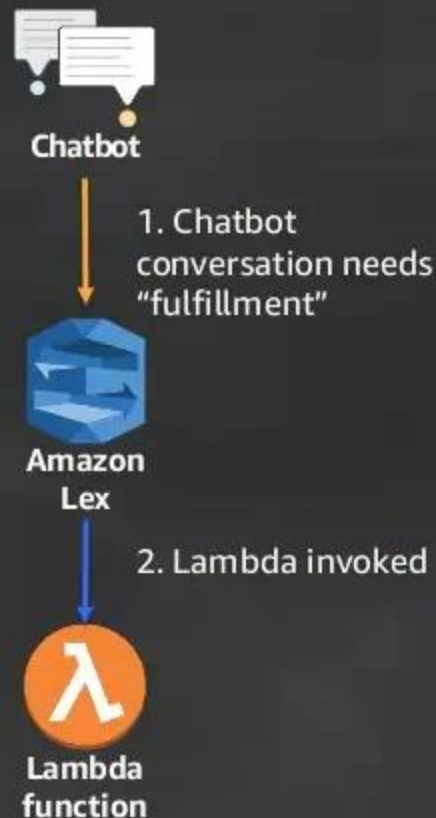 Chatbot
1. Chatbot
conversation needs
“fulfillment”
Amazon
Lex
2. Lambda invoked
λ
Lambda
function